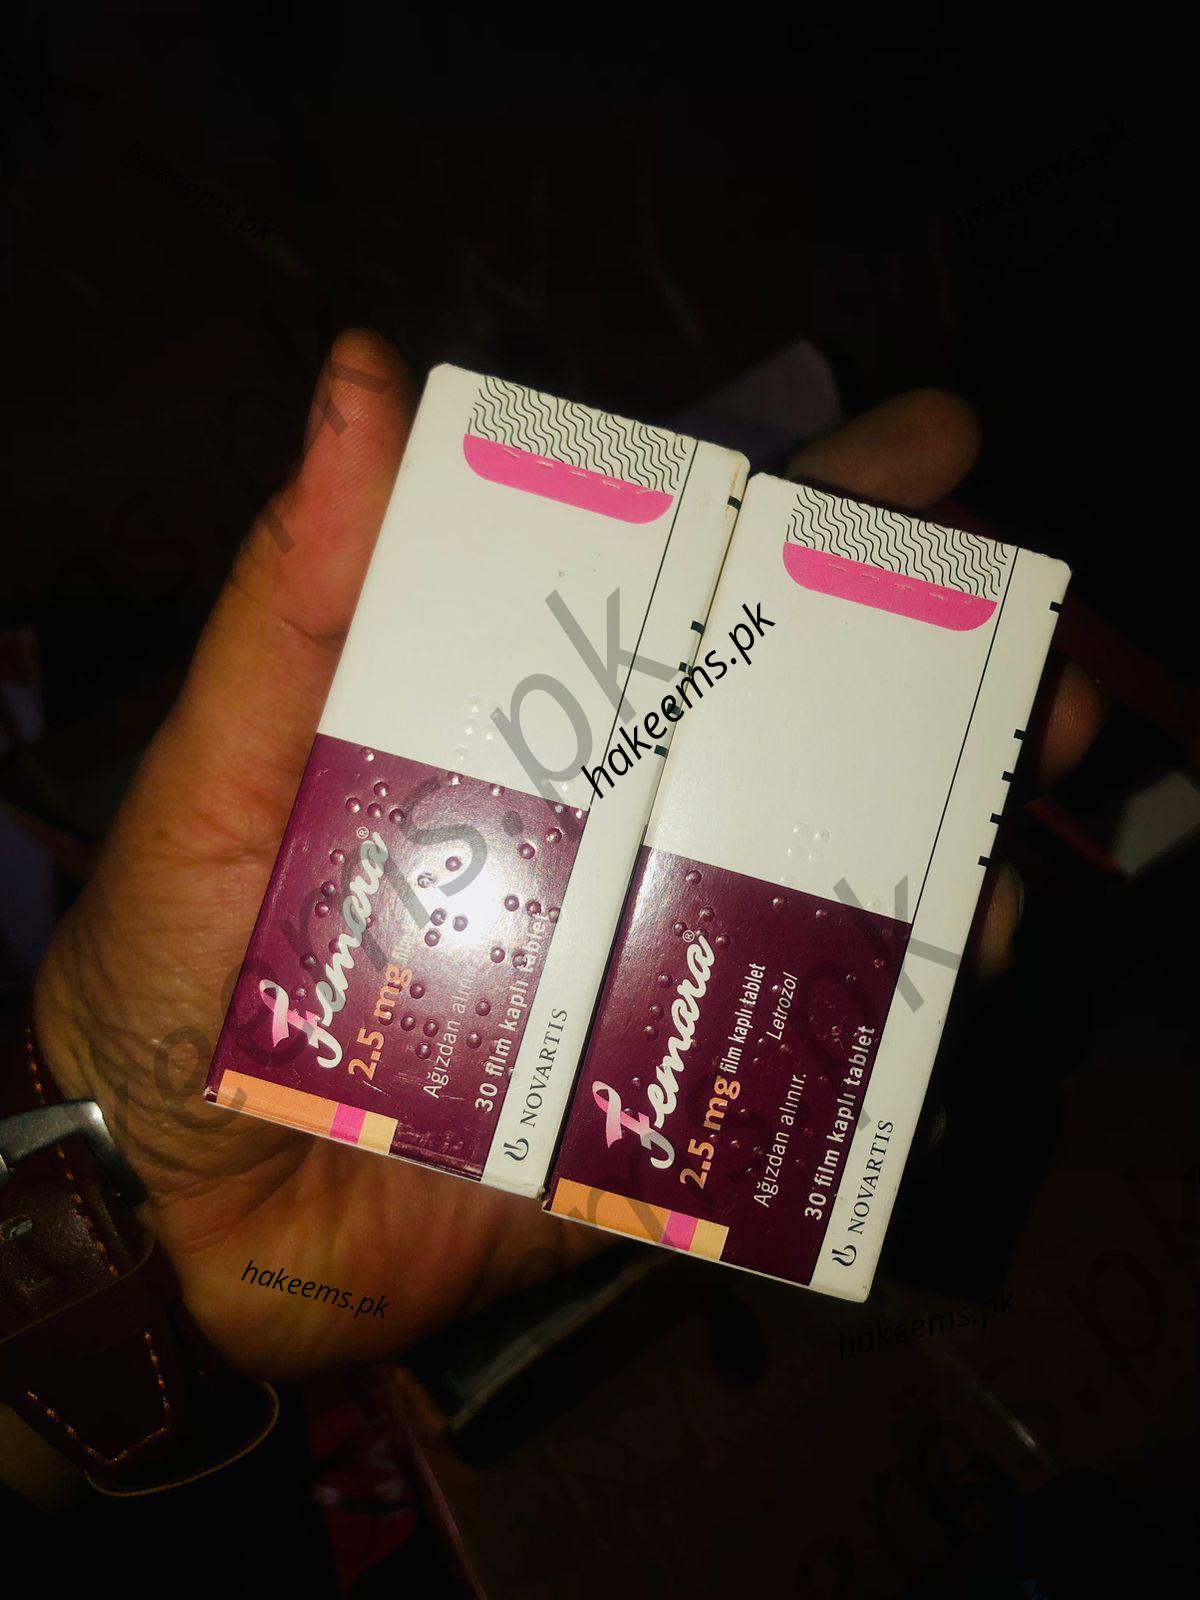 hakeems.pk
hakeems.pk
hakeems.pk
Femara®
2.5 mg film
Ağızdan alınır
30 film kaplı tablet
NOVARTIS
Femara®
2.5 mg film kaplı tablet
Letrozol
Ağızdan alınır.
30 film kaplı tablet
NOVARTIS
hakeems.pk
hakeems.pk